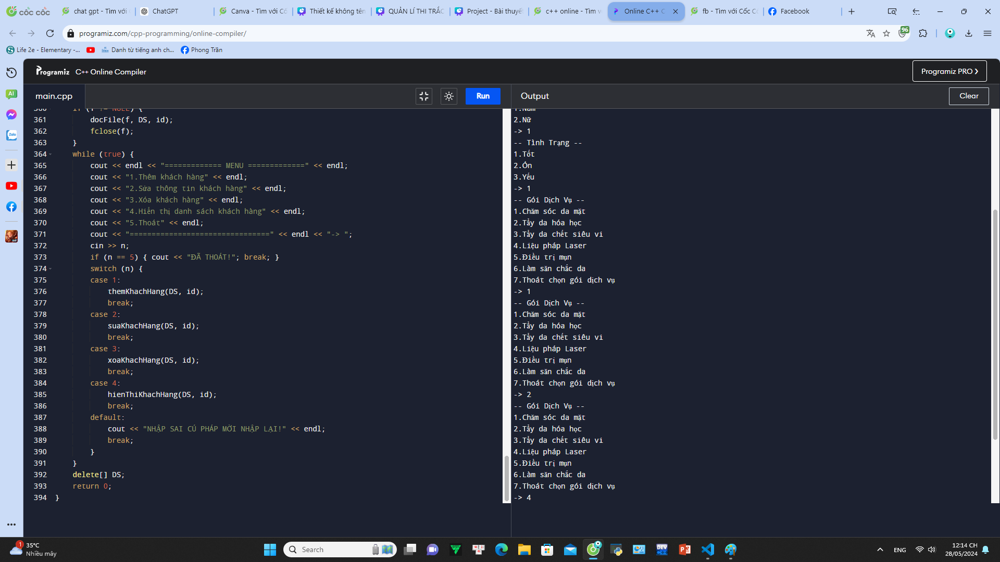 cốc cốc
chat gpt - Tìm với
ChatGPT
Canva - Tìm với Cố
Thiết kế không tên
QUẢN LÍ THI TRẮC
Project - Bài thuyết
c++ online - Tìm v
Online C++ C
fb - Tìm với Cốc Cố
Facebook
programiz.com/cpp-programming/online-compiler/
96
Life 2e - Elementary -...
Danh từ tiếng anh ch...
Phong Trần
Programiz
C++ Online Compiler
Programiz PRO ❯
AI
Zalo
main.cpp
Run
Output
Clear
360 if (f != NULL) {
361 docFile(f, DS, id);
362 fclose(f);
363 }
364 while (true) {
365 cout << endl << "============= MENU =============" << endl;
366 cout << "1.Thêm khách hàng" << endl;
367 cout << "2.Sửa thông tin khách hàng" << endl;
368 cout << "3.Xóa khách hàng" << endl;
369 cout << "4.Hiển thị danh sách khách hàng" << endl;
370 cout << "5.Thoát" << endl;
371 cout << "================================" << endl << "-> ";
372 cin >> n;
373 if (n == 5) { cout << "ĐÃ THOÁT!"; break; }
374 switch (n) {
375 case 1:
376 themKhachHang(DS, id);
377 break;
378 case 2:
379 suaKhachHang(DS, id);
380 break;
381 case 3:
382 xoaKhachHang(DS, id);
383 break;
384 case 4:
385 hienThiKhachHang(DS, id);
386 break;
387 default:
388 cout << "NHẬP SAI CÚ PHÁP MỜI NHẬP LẠI!" << endl;
389 break;
390 }
391 }
392 delete[] DS;
393 return 0;
394 }
1.Nam
2.Nữ
-> 1
-- Tình Trạng --
1.Tốt
2.Ổn
3.Yếu
-> 1
-- Gói Dịch Vụ --
1.Chăm sóc da mặt
2.Tẩy da hóa học
3.Tẩy da chết siêu vi
4.Liệu pháp Laser
5.Điều trị mụn
6.Làm săn chắc da
7.Thoát chọn gói dịch vụ
-> 1
-- Gói Dịch Vụ --
1.Chăm sóc da mặt
2.Tẩy da hóa học
3.Tẩy da chết siêu vi
4.Liệu pháp Laser
5.Điều trị mụn
6.Làm săn chắc da
7.Thoát chọn gói dịch vụ
-> 2
-- Gói Dịch Vụ --
1.Chăm sóc da mặt
2.Tẩy da hóa học
3.Tẩy da chết siêu vi
4.Liệu pháp Laser
5.Điều trị mụn
6.Làm săn chắc da
7.Thoát chọn gói dịch vụ
-> 4
1
35°C
Nhiều mây
Search
DEV
ENG
12:14 CH
28/05/2024